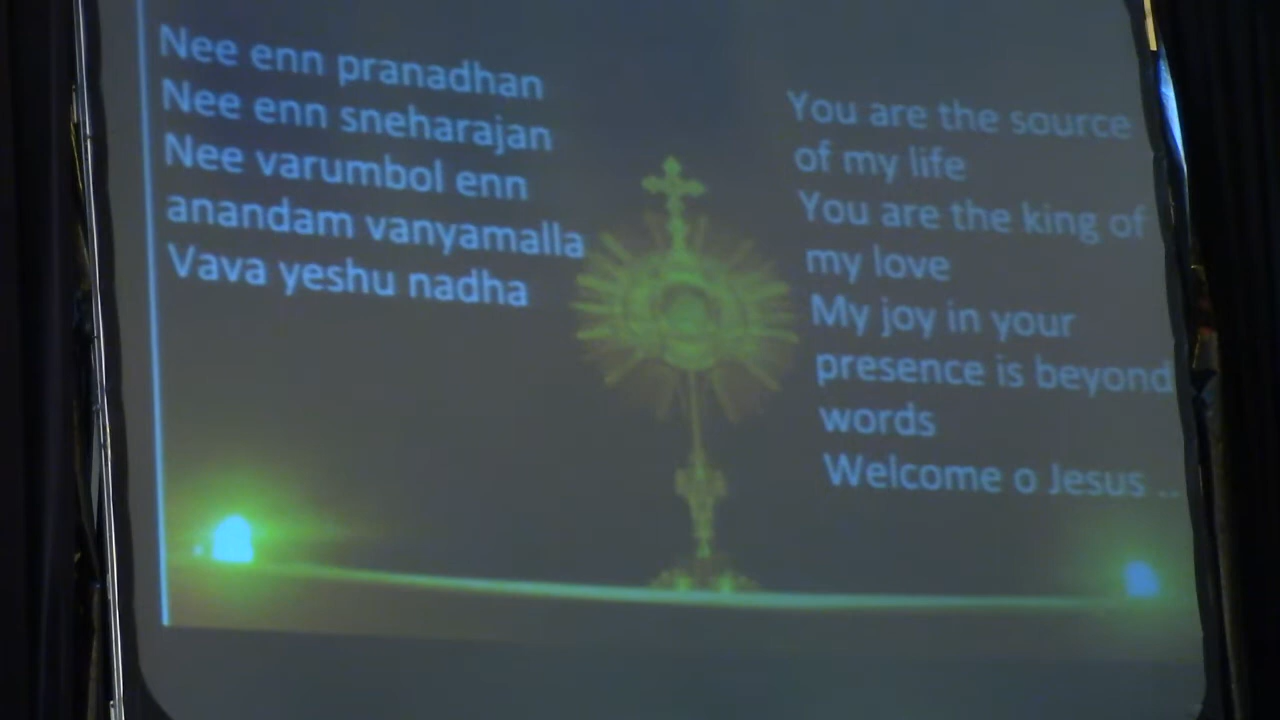 Nee enn pranadhan
Nee enn sneharajan
Nee varumbol enn
anandam vanyamalla
Vava yeshu nadha
You are the source
of my life
You are the king of
my love
My joy in your
presence is beyond
words
Welcome o Jesus ..